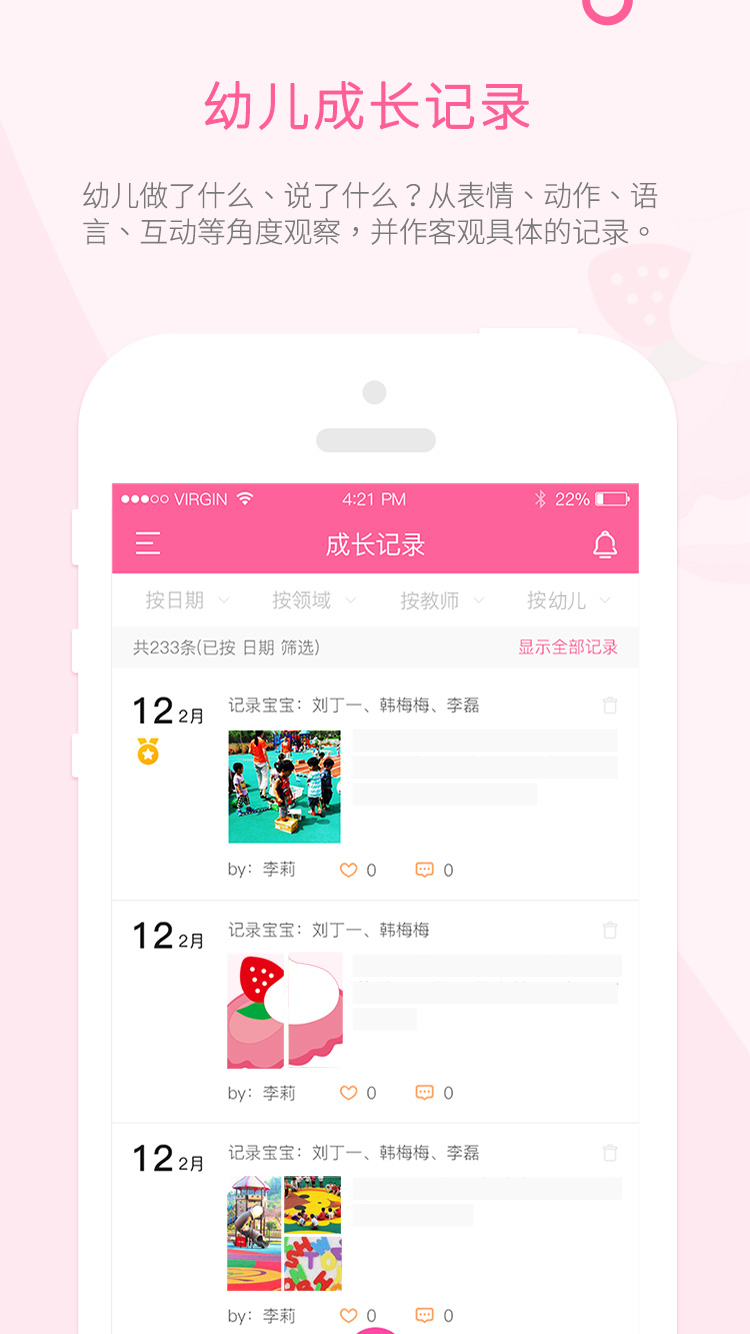 幼儿成长记录
幼儿做了什么、说了什么？从表情、动作、语
言、互动等角度观察，并作客观具体的记录。
VIRGIN 4:21 PM 22%
成长记录
按日期 按领域 按教师 按幼儿
共233条(已按 日期 筛选) 显示全部记录
12 2月 记录宝宝：刘丁一、韩梅梅、李磊
by：李莉 0 0
12 2月 记录宝宝：刘丁一、韩梅梅
by：李莉 0 0
12 2月 记录宝宝：刘丁一、韩梅梅、李磊
by：李莉 0 0